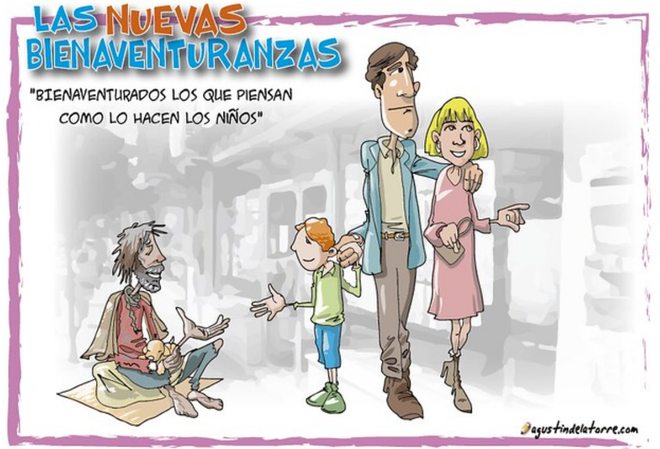 LAS NUEVAS
BIENAVENTURANZAS
"BIENAVENTURADOS LOS QUE PIENSAN
COMO LO HACEN LOS NIÑOS"
agustindelatorre.com